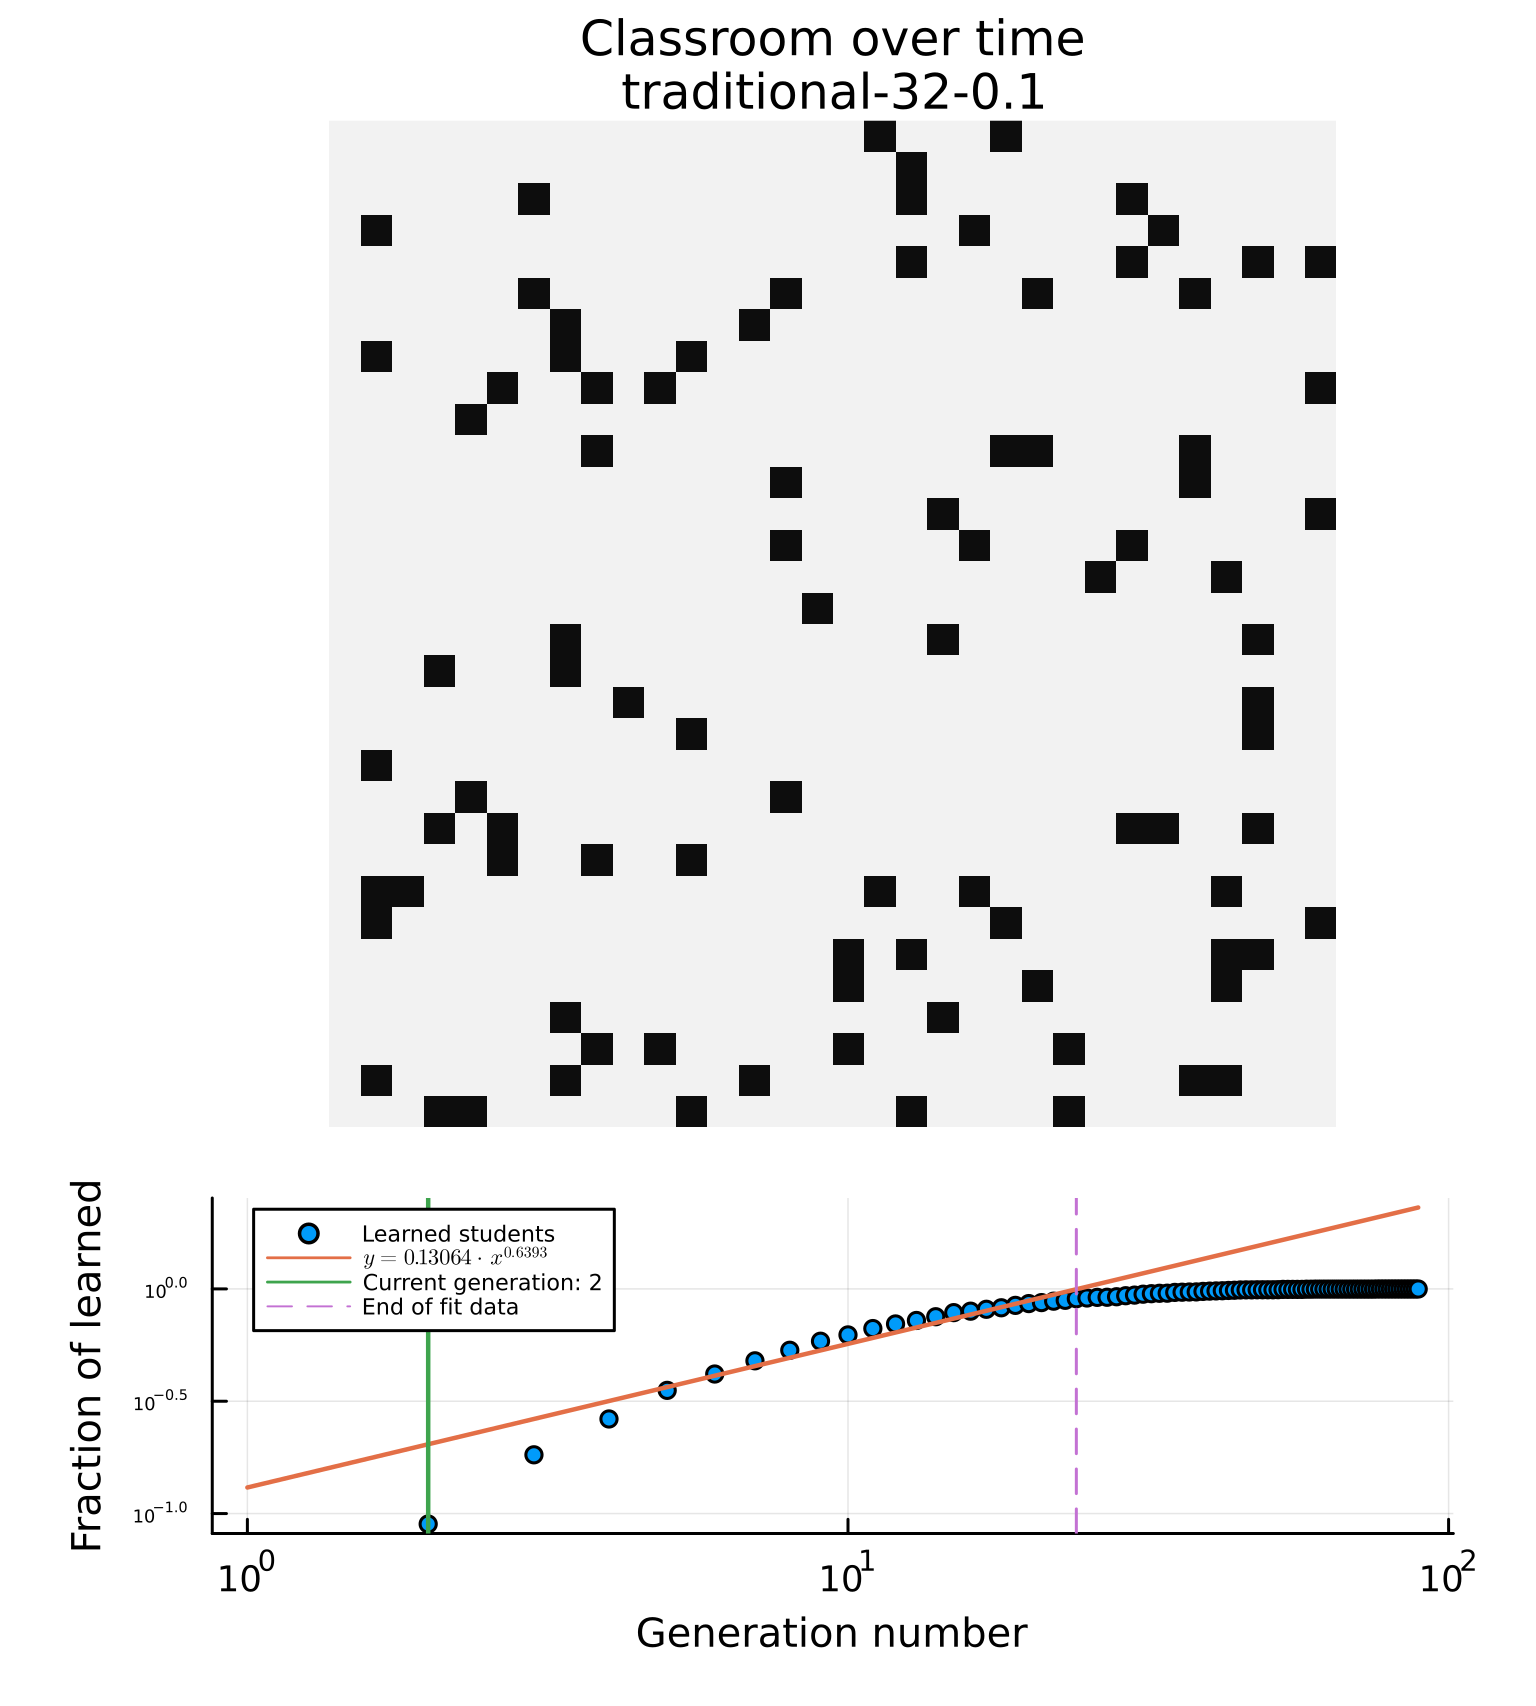 Classroom over time
traditional-32-0.1
Fraction of learned
Learned students
y = 0.13064 · x^0.6393
Current generation: 2
End of fit data
10^0.0
10^−0.5
10^−1.0
10^0 10^1 10^2
Generation number